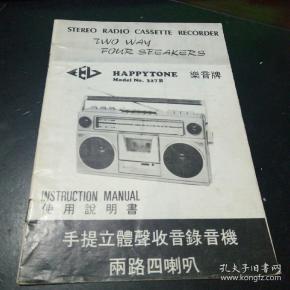 STEREO RADIO CASSETTE RECORDER
TWO WAY
FOUR SPEAKERS
HAPPYTONE 樂音牌
Model No. 327B
INSTRUCTION MANUAL
使用說明書
手提立體聲收音錄音機
兩路四喇叭
孔夫子旧书网